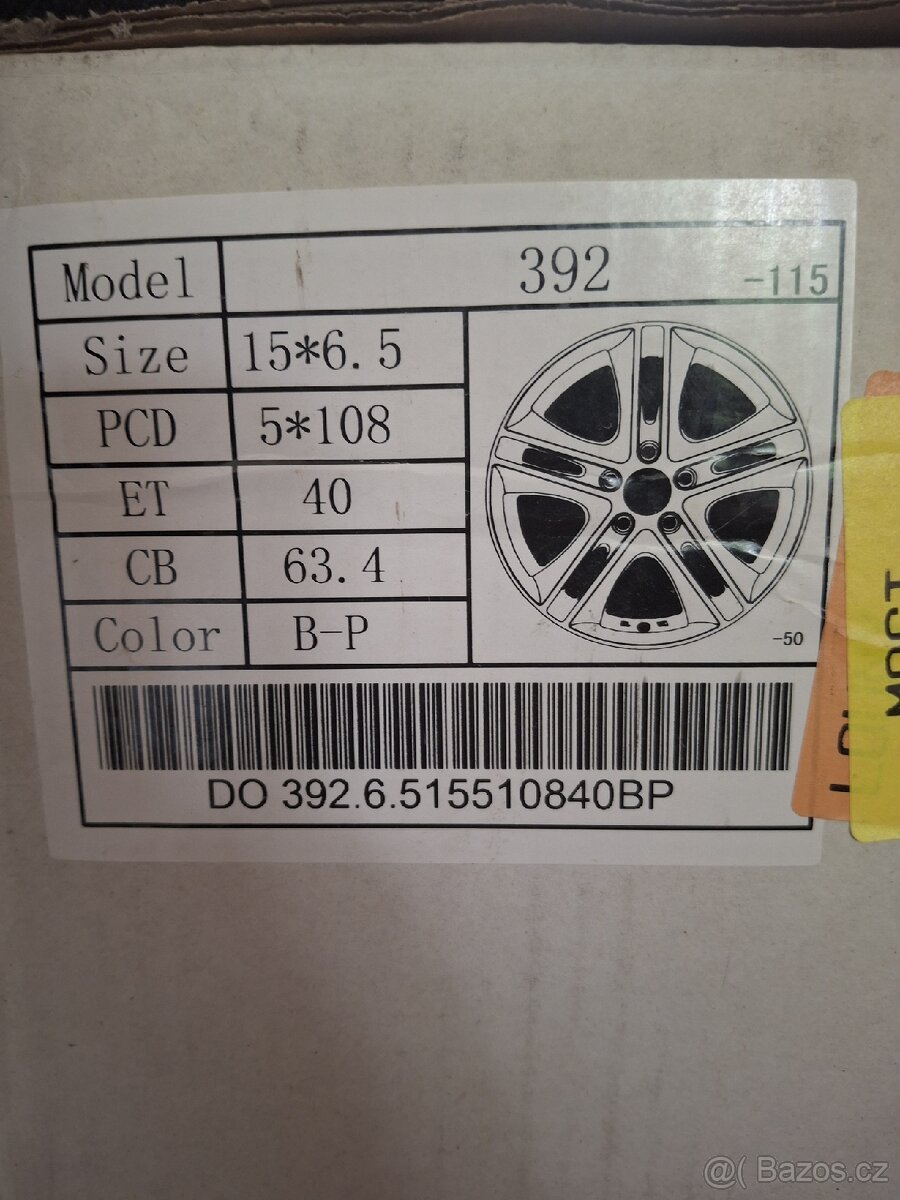 Model 392 -115
Size 15*6.5
PCD 5*108
ET 40
CB 63.4
Color B-P
-50
DO 392.6.515510840BP
@( Bazos.cz